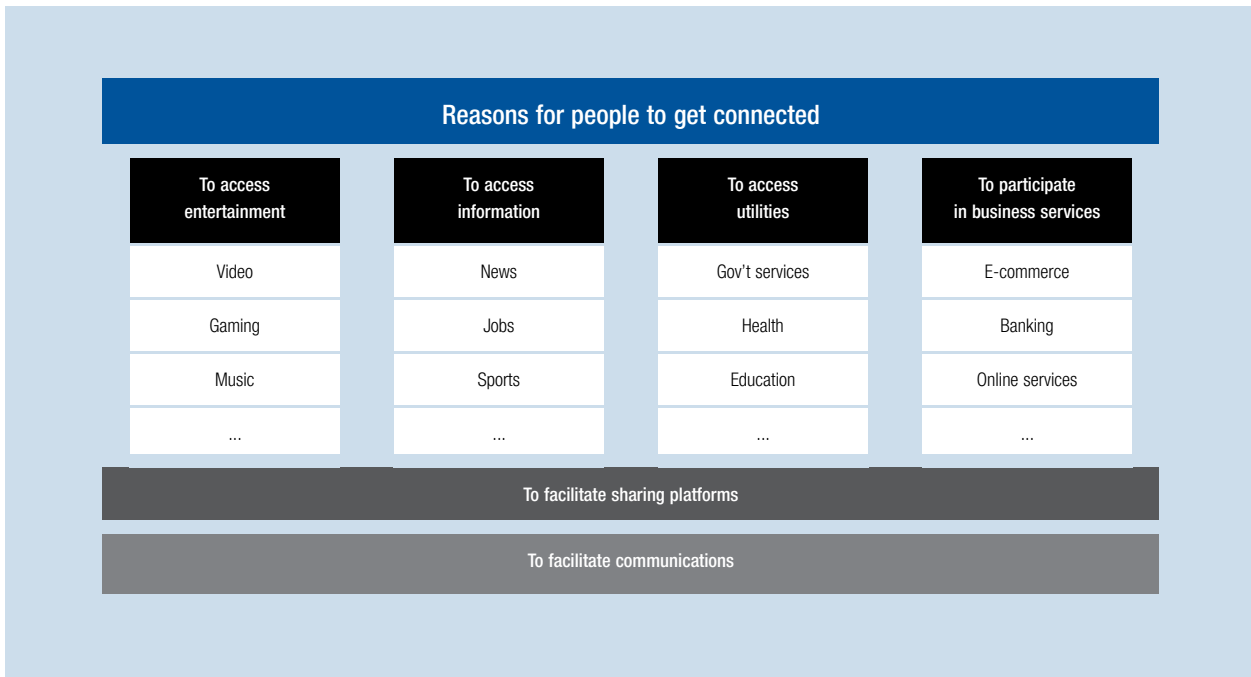 Reasons for people to get connected
To access
entertainment
Video
Gaming
Music
...
To access
information
News
Jobs
Sports
...
To access
utilities
Gov't services
Health
Education
...
To participate
in business services
E-commerce
Banking
Online services
...
To facilitate sharing platforms
To facilitate communications